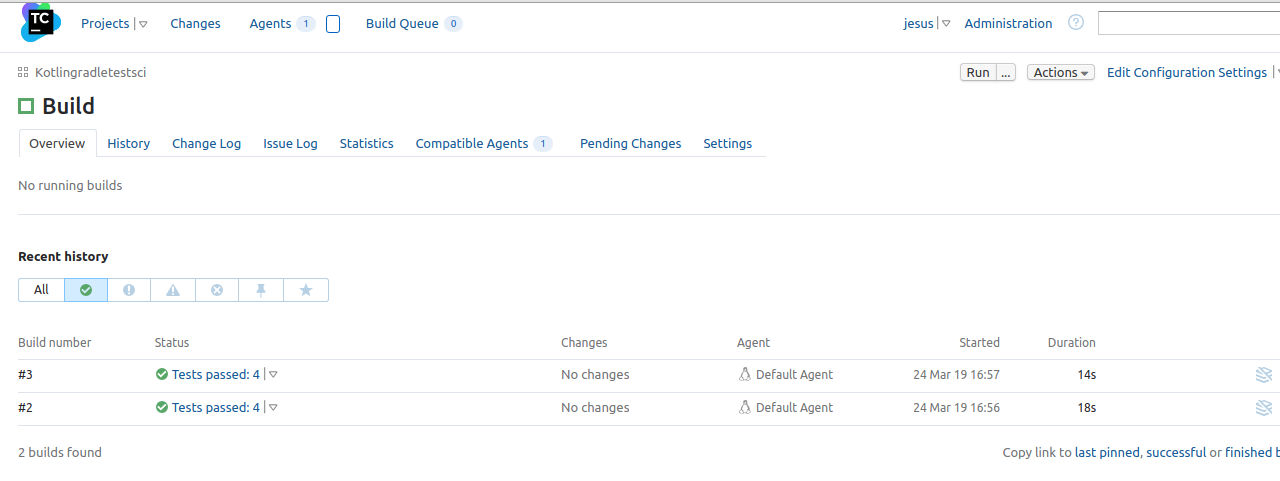 TC
Projects Changes Agents 1 Build Queue 0 jesus Administration ?
Kotlingradletestsci Run ... Actions Edit Configuration Settings
Build
Overview History Change Log Issue Log Statistics Compatible Agents 1 Pending Changes Settings
No running builds
Recent history
All
Build number Status Changes Agent Started Duration
#3 Tests passed: 4 No changes Default Agent 24 Mar 19 16:57 14s
#2 Tests passed: 4 No changes Default Agent 24 Mar 19 16:56 18s
2 builds found Copy link to last pinned, successful or finished b